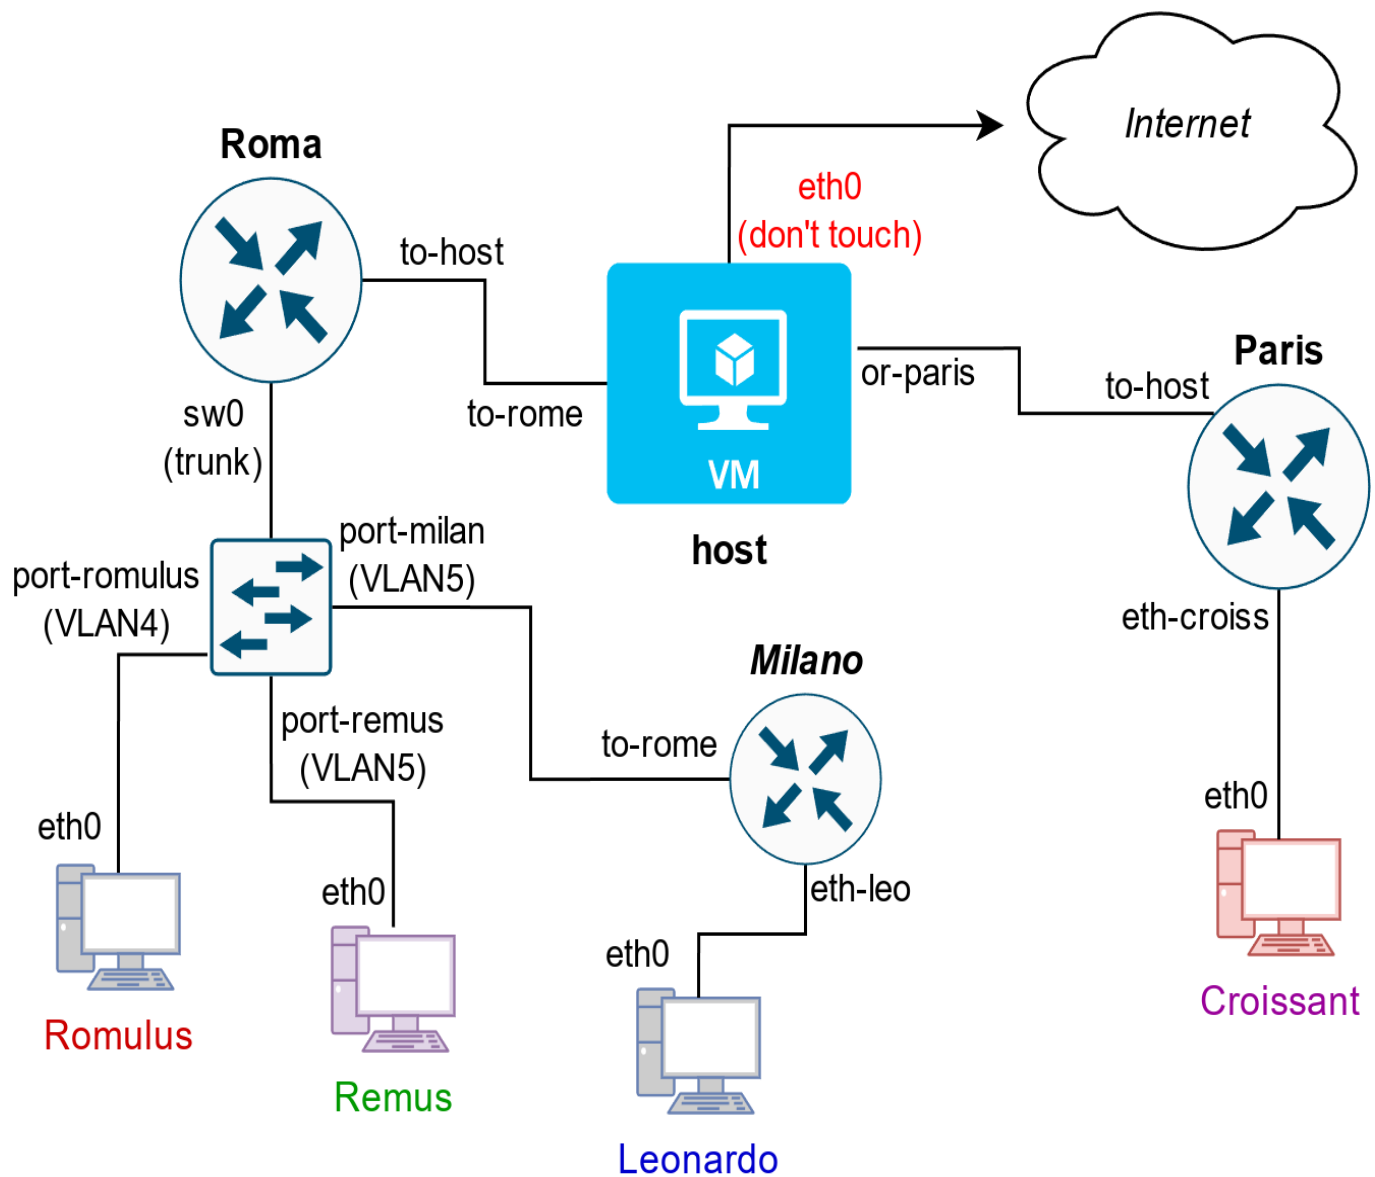 Internet
Roma
eth0
(don't touch)
to-host
to-rome
or-paris
Paris
to-host
VM
host
sw0
(trunk)
port-milan
(VLAN5)
port-romulus
(VLAN4)
eth-croiss
Milano
port-remus
(VLAN5)
to-rome
eth0
eth0
eth0
eth-leo
eth0
Croissant
Romulus
Remus
Leonardo